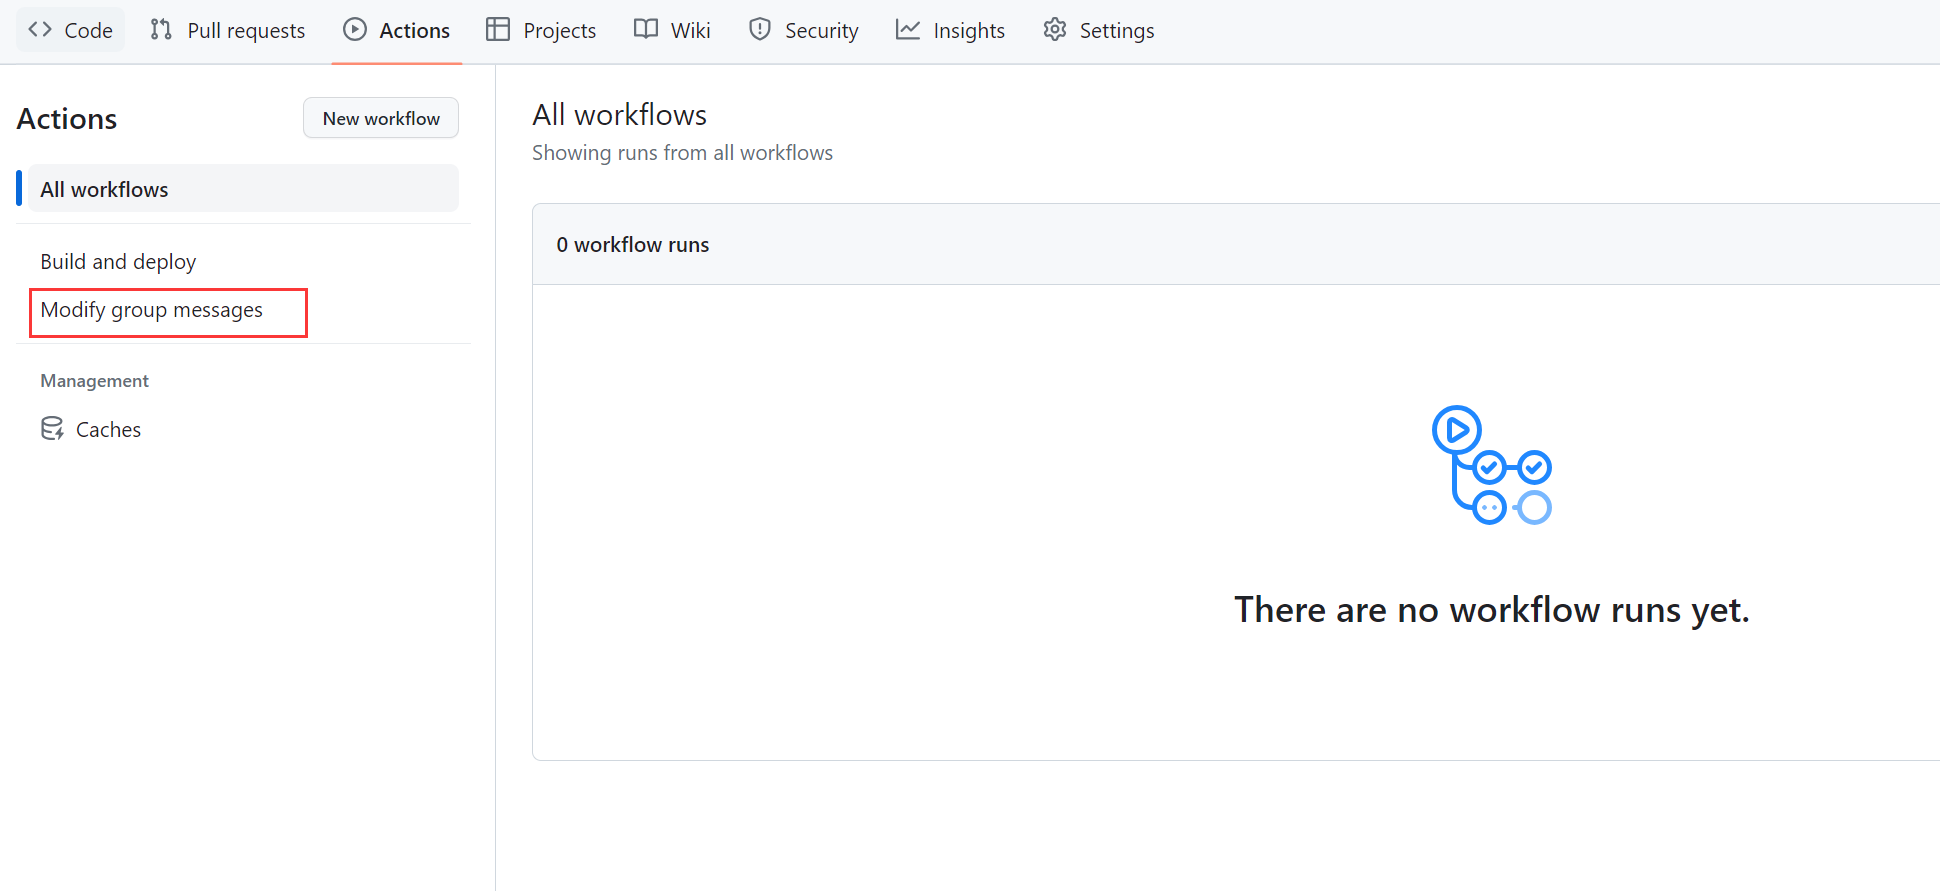 Code Pull requests Actions Projects Wiki Security Insights Settings
Actions
New workflow
All workflows
Build and deploy
Modify group messages
Management
Caches
All workflows
Showing runs from all workflows
0 workflow runs
There are no workflow runs yet.